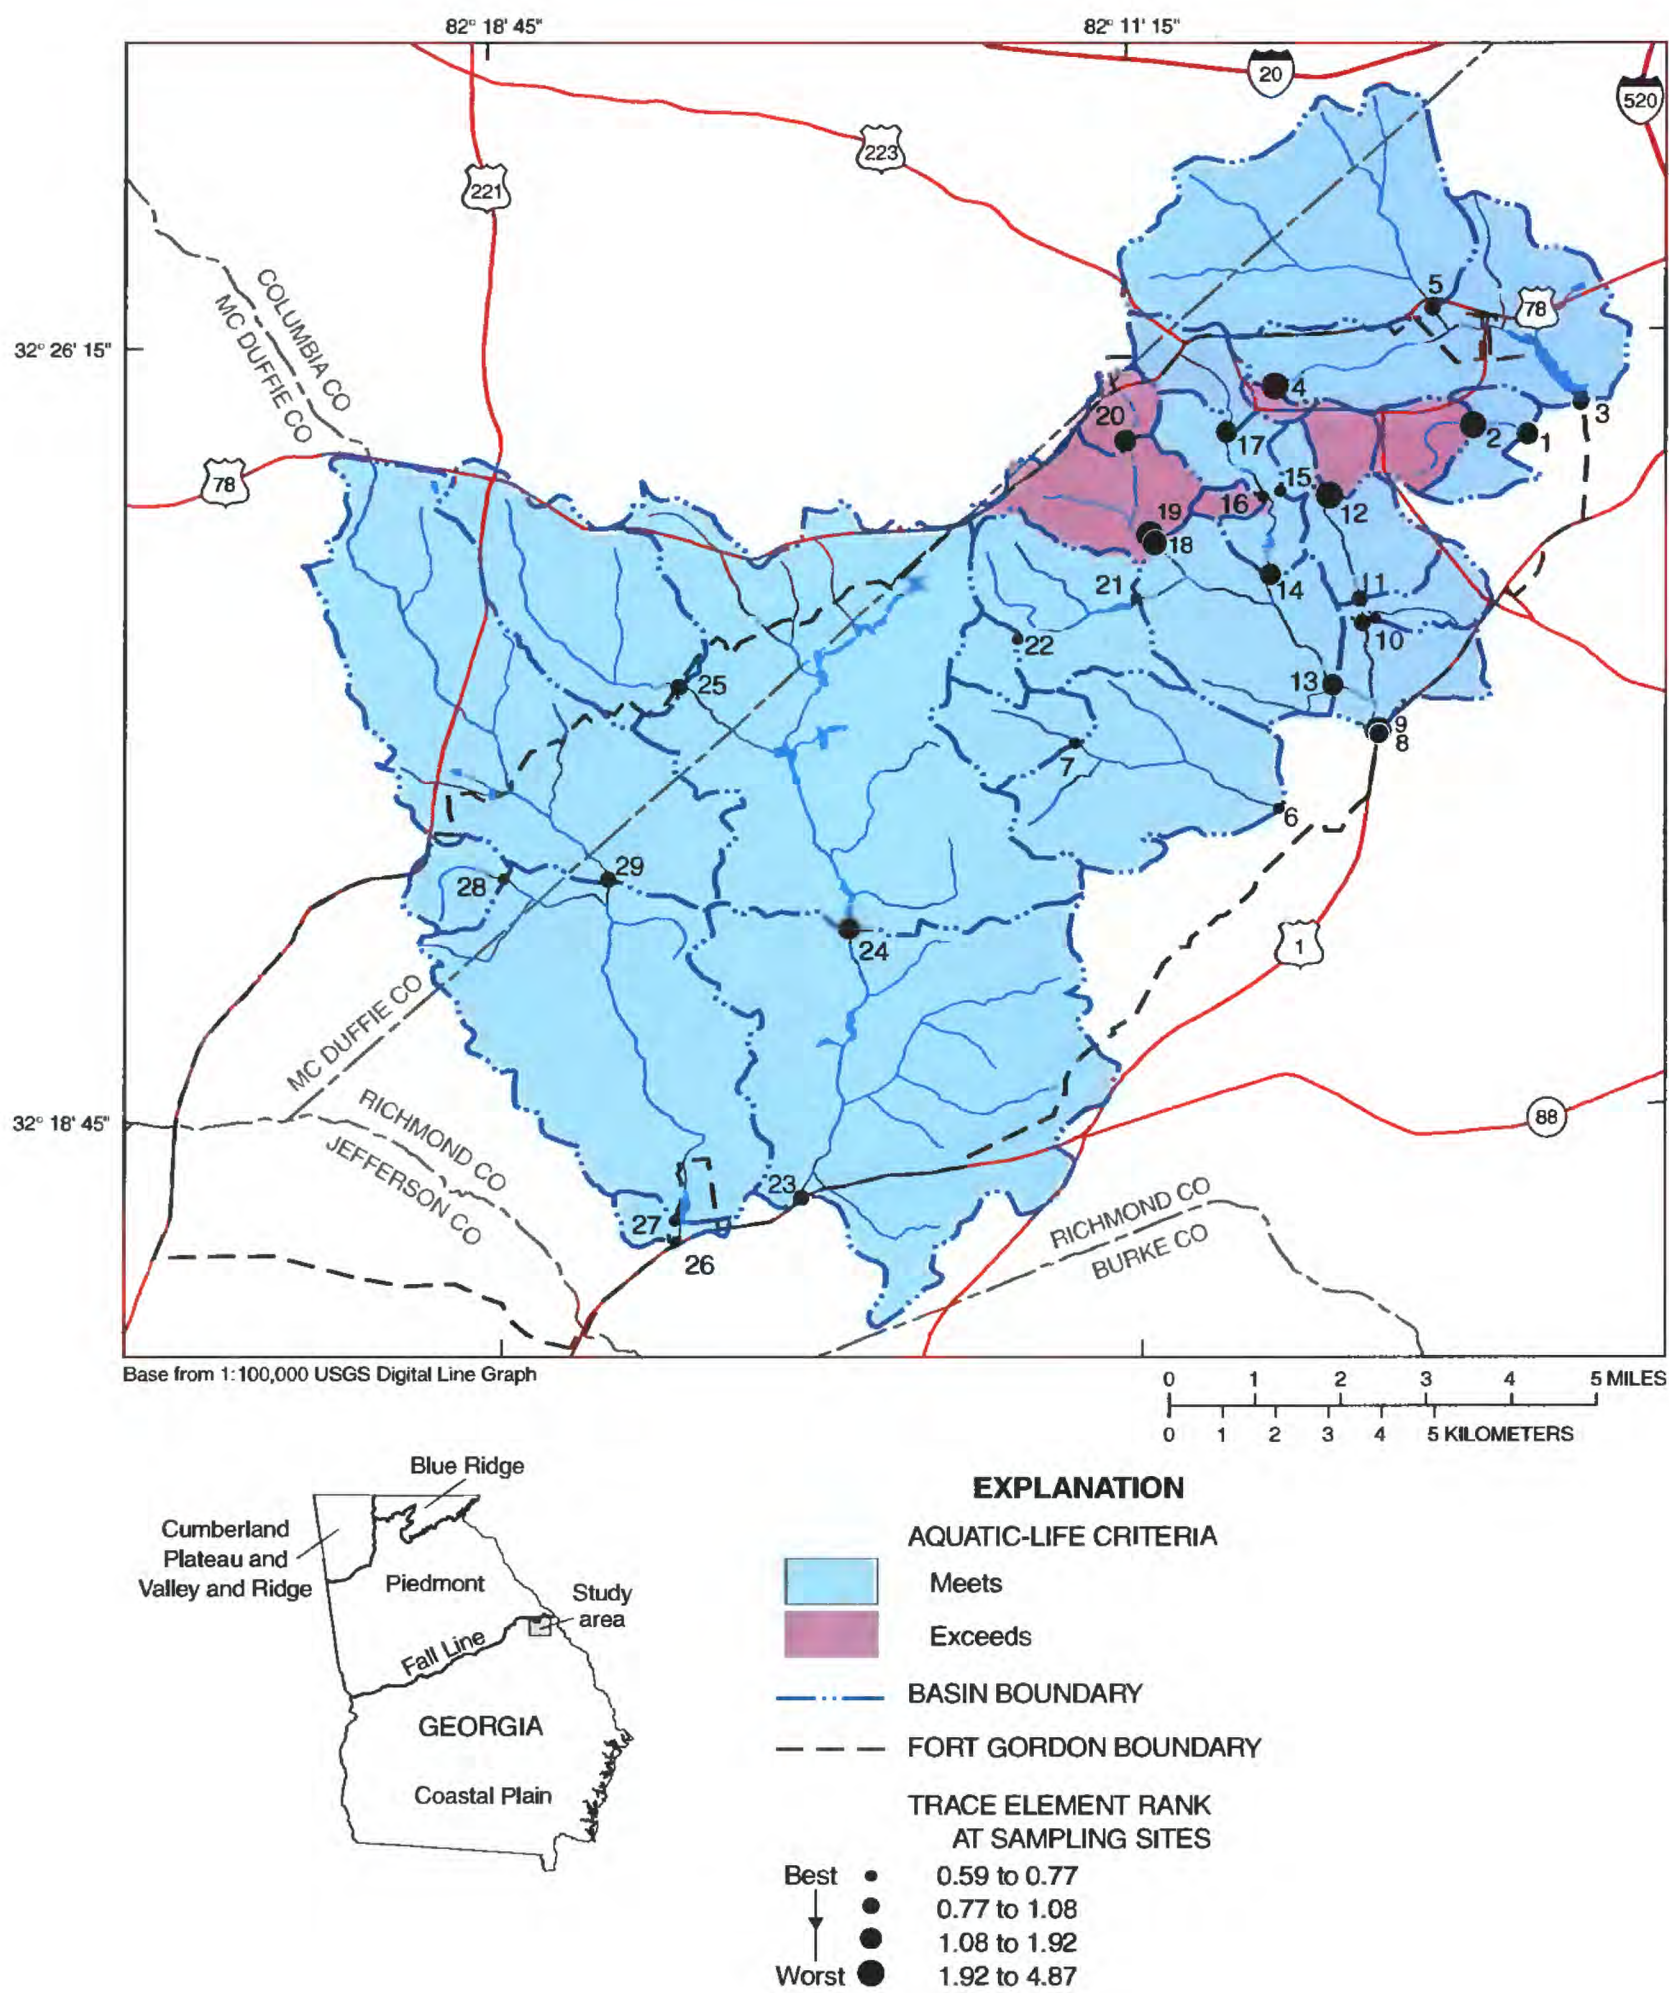 82° 18' 45"
82° 11' 15"
20
520
223
221
COLUMBIA CO
MC DUFFIE CO
5
78
32° 26' 15"
4
3
20
17
2
1
78
15
16
12
19
18
11
14
21
10
22
25
13
9
8
7
6
29
28
24
1
MC DUFFIE CO
32° 18' 45"
RICHMOND CO
JEFFERSON CO
88
23
27
26
RICHMOND CO
BURKE CO
Base from 1:100,000 USGS Digital Line Graph
0 1 2 3 4 5 MILES
0 1 2 3 4 5 KILOMETERS
Blue Ridge
Cumberland
Plateau and
Valley and Ridge
Piedmont
Study
area
Fall Line
GEORGIA
Coastal Plain
EXPLANATION
AQUATIC-LIFE CRITERIA
Meets
Exceeds
BASIN BOUNDARY
FORT GORDON BOUNDARY
TRACE ELEMENT RANK
AT SAMPLING SITES
Best 0.59 to 0.77
0.77 to 1.08
1.08 to 1.92
Worst 1.92 to 4.87